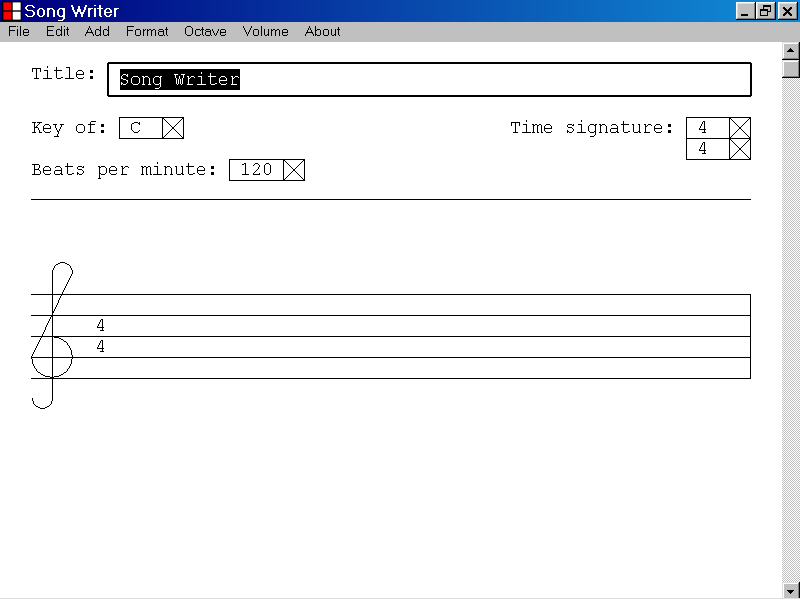 Song Writer
File Edit Add Format Octave Volume About
Title: Song Writer
Key of: C Time signature: 4
4
Beats per minute: 120
4
4